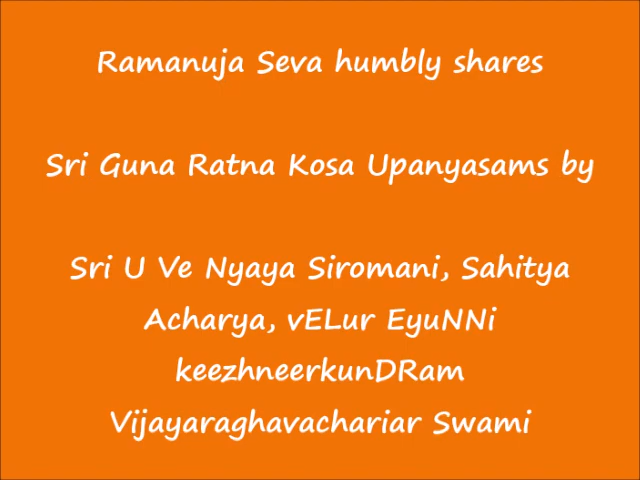 Ramanuja Seva humbly shares
Sri Guna Ratna Kosa Upanyasams by
Sri U Ve Nyaya Siromani, Sahitya
Acharya, vELur EyuNNi
keezhneerkunDRam
Vijayaraghavachariar Swami